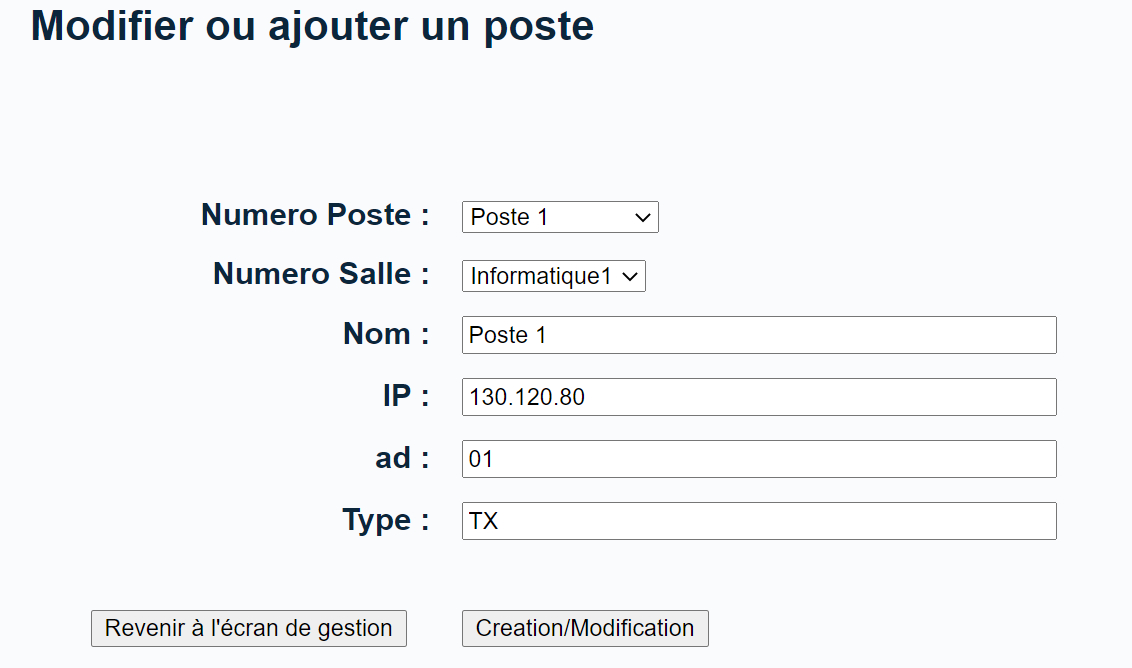 Modifier ou ajouter un poste
Numero Poste : Poste 1
Numero Salle : Informatique1
Nom : Poste 1
IP : 130.120.80
ad : 01
Type : TX
Revenir à l'écran de gestion Creation/Modification